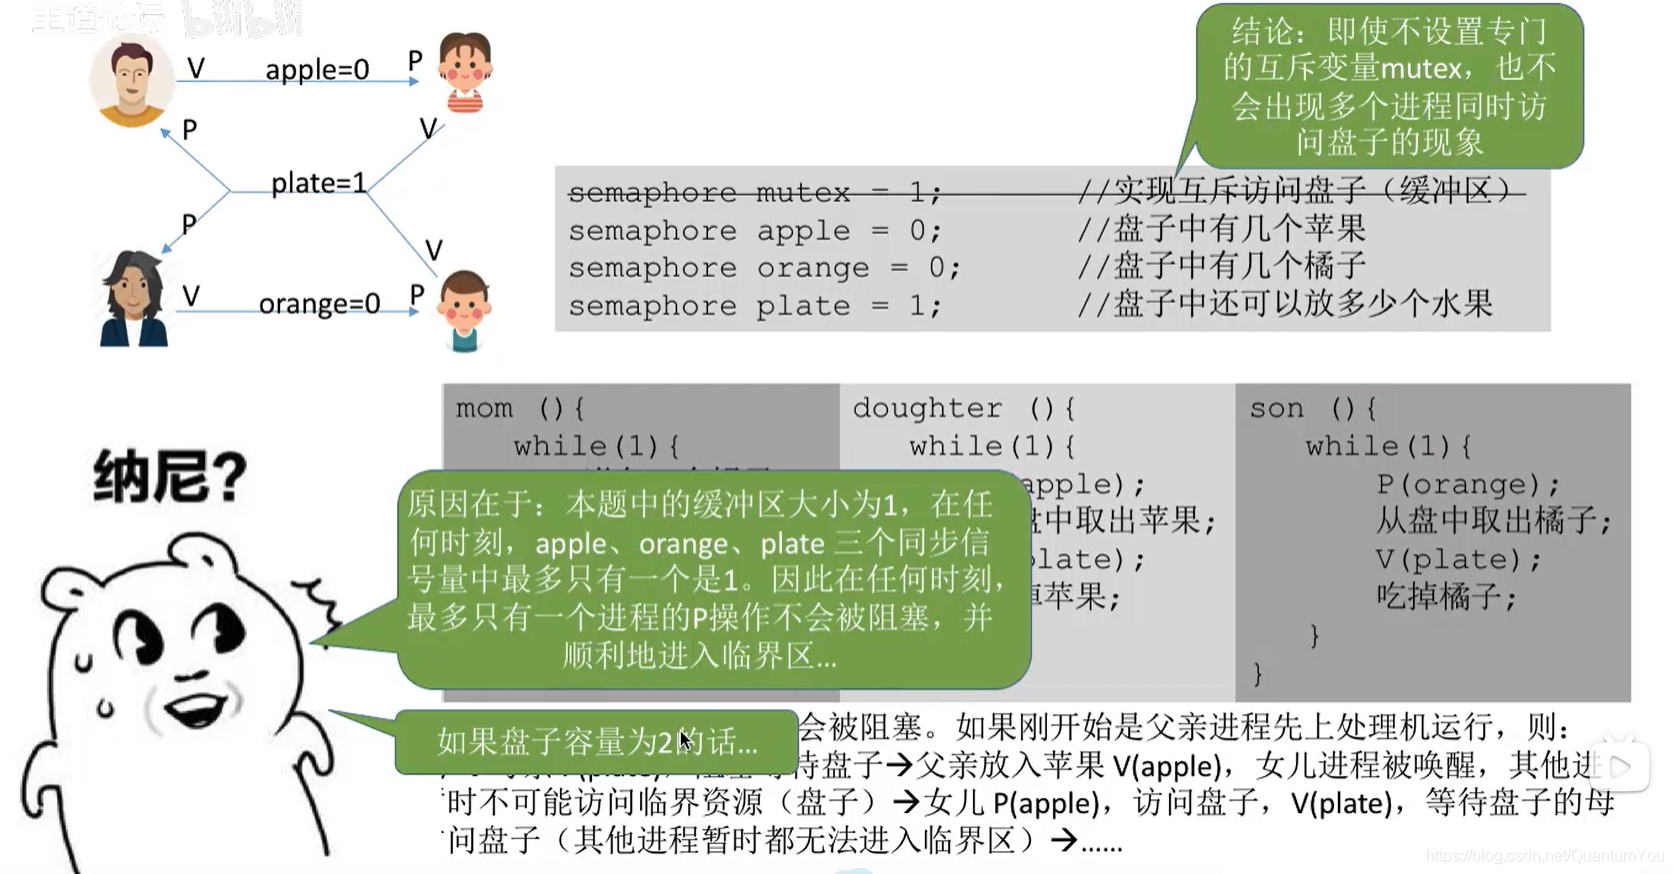 王道论坛 bilibili
结论：即使不设置专门
的互斥变量mutex，也不
会出现多个进程同时访
问盘子的现象
V apple=0 P
P V
plate=1
P V
V orange=0 P
semaphore mutex = 1; //实现互斥访问盘子（缓冲区）
semaphore apple = 0; //盘子中有几个苹果
semaphore orange = 0; //盘子中有几个橘子
semaphore plate = 1; //盘子中还可以放多少个水果
mom (){
while(1){
doughter (){
while(1){
apple);
盘中取出苹果;
plate);
苹果;
son (){
while(1){
P(orange);
从盘中取出橘子;
V(plate);
吃掉橘子;
}
}
纳尼?
原因在于：本题中的缓冲区大小为1，在任
何时刻，apple、orange、plate 三个同步信
号量中最多只有一个是1。因此在任何时刻，
最多只有一个进程的P操作不会被阻塞，并
顺利地进入临界区...
如果盘子容量为2的话...
会被阻塞。如果刚开始是父亲进程先上处理机运行，则：
待盘子→父亲放入苹果 V(apple)，女儿进程被唤醒，其他进
时不可能访问临界资源（盘子）→女儿 P(apple)，访问盘子，V(plate)，等待盘子的母
问盘子（其他进程暂时都无法进入临界区）→......
https://blog.csdn.net/QuantumYou